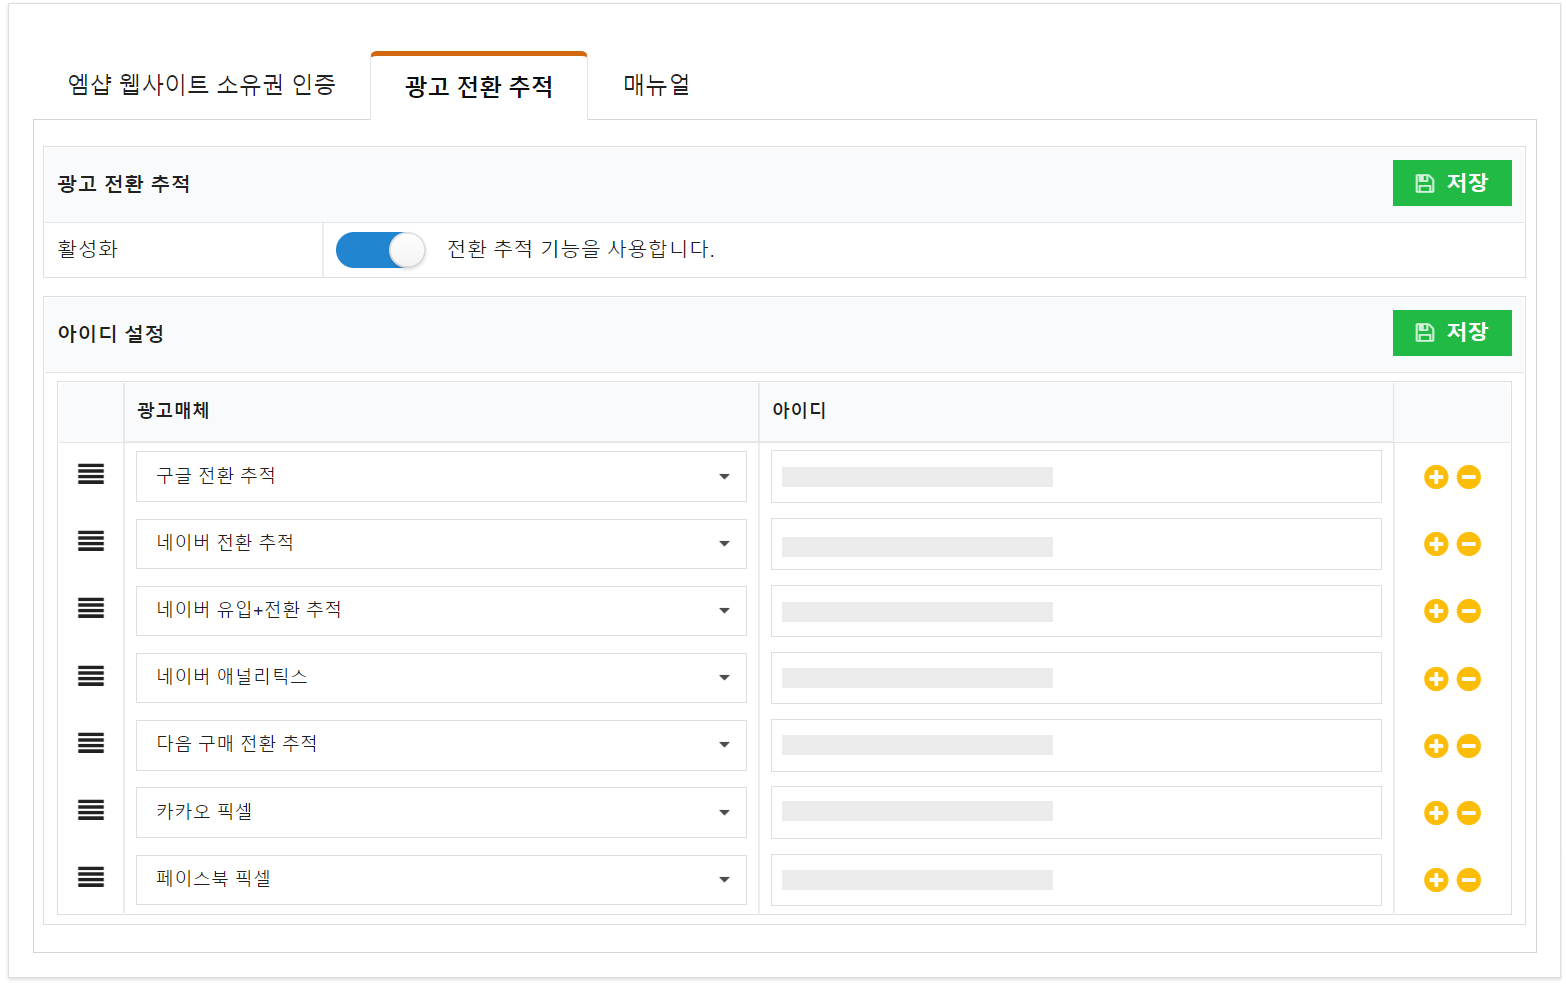 엠샵 웹사이트 소유권 인증 광고 전환 추적 매뉴얼
광고 전환 추적 저장
활성화 전환 추적 기능을 사용합니다.
아이디 설정 저장
광고매체 아이디
구글 전환 추적
네이버 전환 추적
네이버 유입+전환 추적
네이버 애널리틱스
다음 구매 전환 추적
카카오 픽셀
페이스북 픽셀